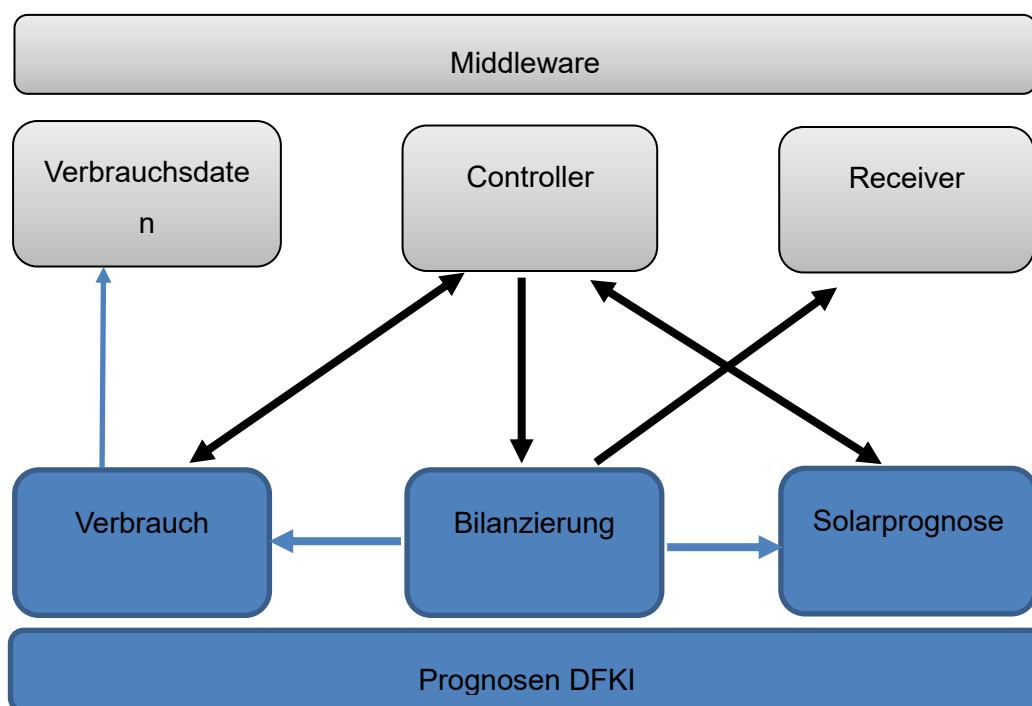 Middleware
Verbrauchsdate
n
Controller
Receiver
Verbrauch
Bilanzierung
Solarprognose
Prognosen DFKI